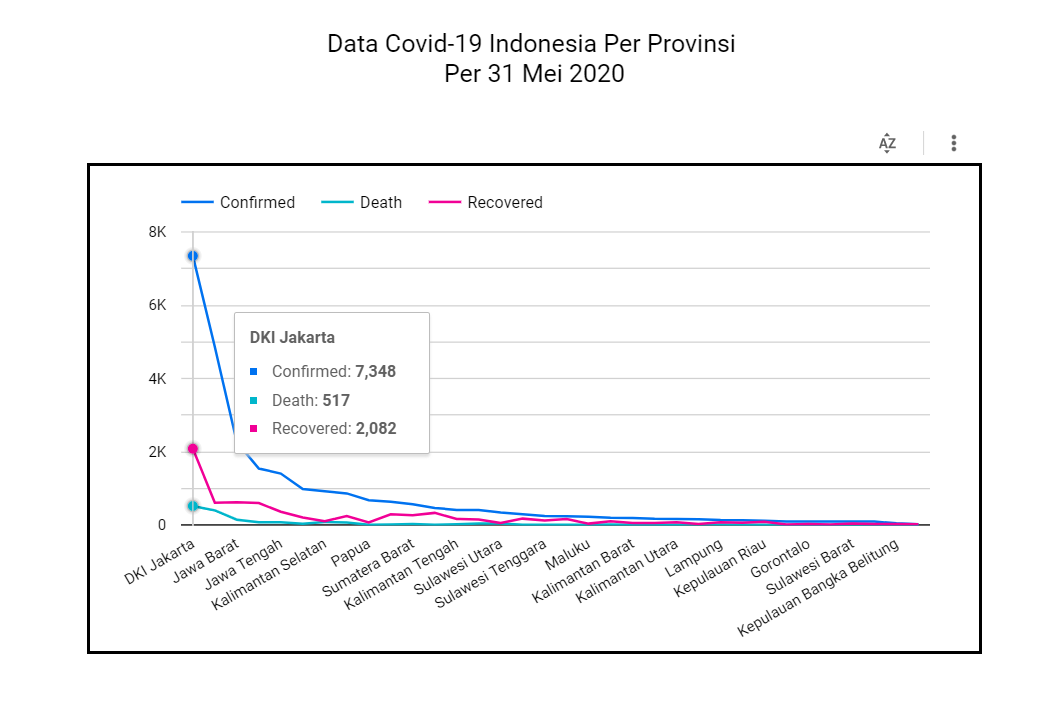 Data Covid-19 Indonesia Per Provinsi
Per 31 Mei 2020
AZ
Confirmed Death Recovered
8K
6K
4K
2K
0
DKI Jakarta
Confirmed: 7,348
Death: 517
Recovered: 2,082
DKI Jakarta
Jawa Barat
Jawa Tengah
Kalimantan Selatan
Papua
Sumatera Barat
Kalimantan Tengah
Sulawesi Utara
Sulawesi Tenggara
Maluku
Kalimantan Barat
Kalimantan Utara
Lampung
Kepulauan Riau
Gorontalo
Sulawesi Barat
Kepulauan Bangka Belitung